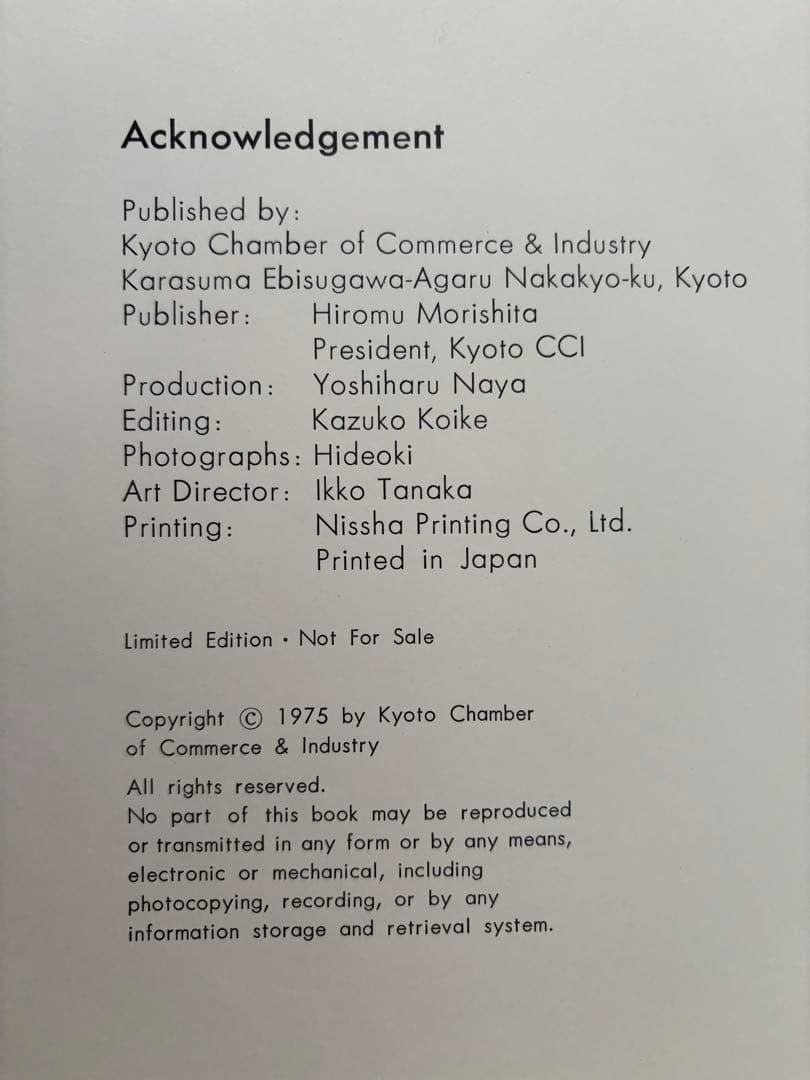 Acknowledgement
Published by:
Kyoto Chamber of Commerce & Industry
Karasuma Ebisugawa-Agaru Nakakyo-ku, Kyoto
Publisher: Hiromu Morishita
President, Kyoto CCI
Production: Yoshiharu Naya
Editing: Kazuko Koike
Photographs: Hideoki
Art Director: Ikko Tanaka
Printing: Nissha Printing Co., Ltd.
Printed in Japan
Limited Edition • Not For Sale
Copyright © 1975 by Kyoto Chamber
of Commerce & Industry
All rights reserved.
No part of this book may be reproduced
or transmitted in any form or by any means,
electronic or mechanical, including
photocopying, recording, or by any
information storage and retrieval system.